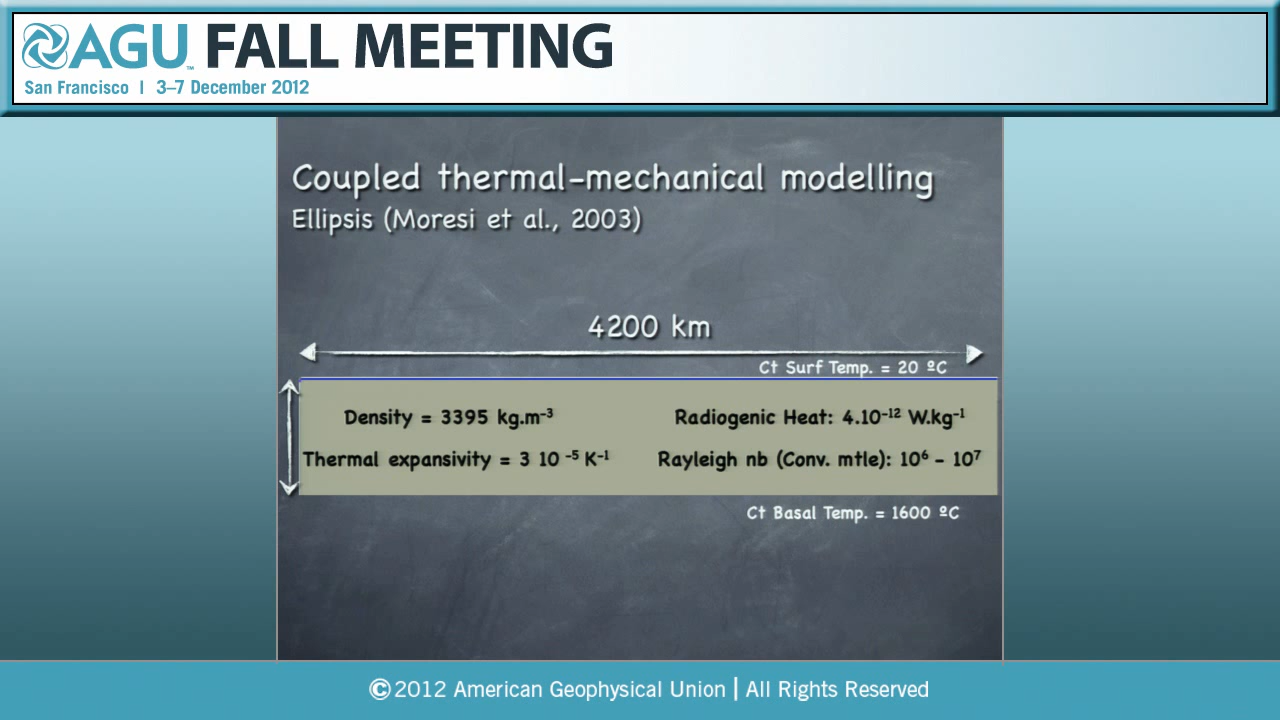 AGU™ FALL MEETING
San Francisco | 3–7 December 2012
Coupled thermal-mechanical modelling
Ellipsis (Moresi et al., 2003)
4200 km
Ct Surf Temp. = 20 ºC
Density = 3395 kg.m⁻³
Radiogenic Heat: 4.10⁻¹² W.kg⁻¹
Thermal expansivity = 3 10 ⁻⁵ K⁻¹
Rayleigh nb (Conv. mtle): 10⁶ - 10⁷
Ct Basal Temp. = 1600 ºC
©2012 American Geophysical Union | All Rights Reserved